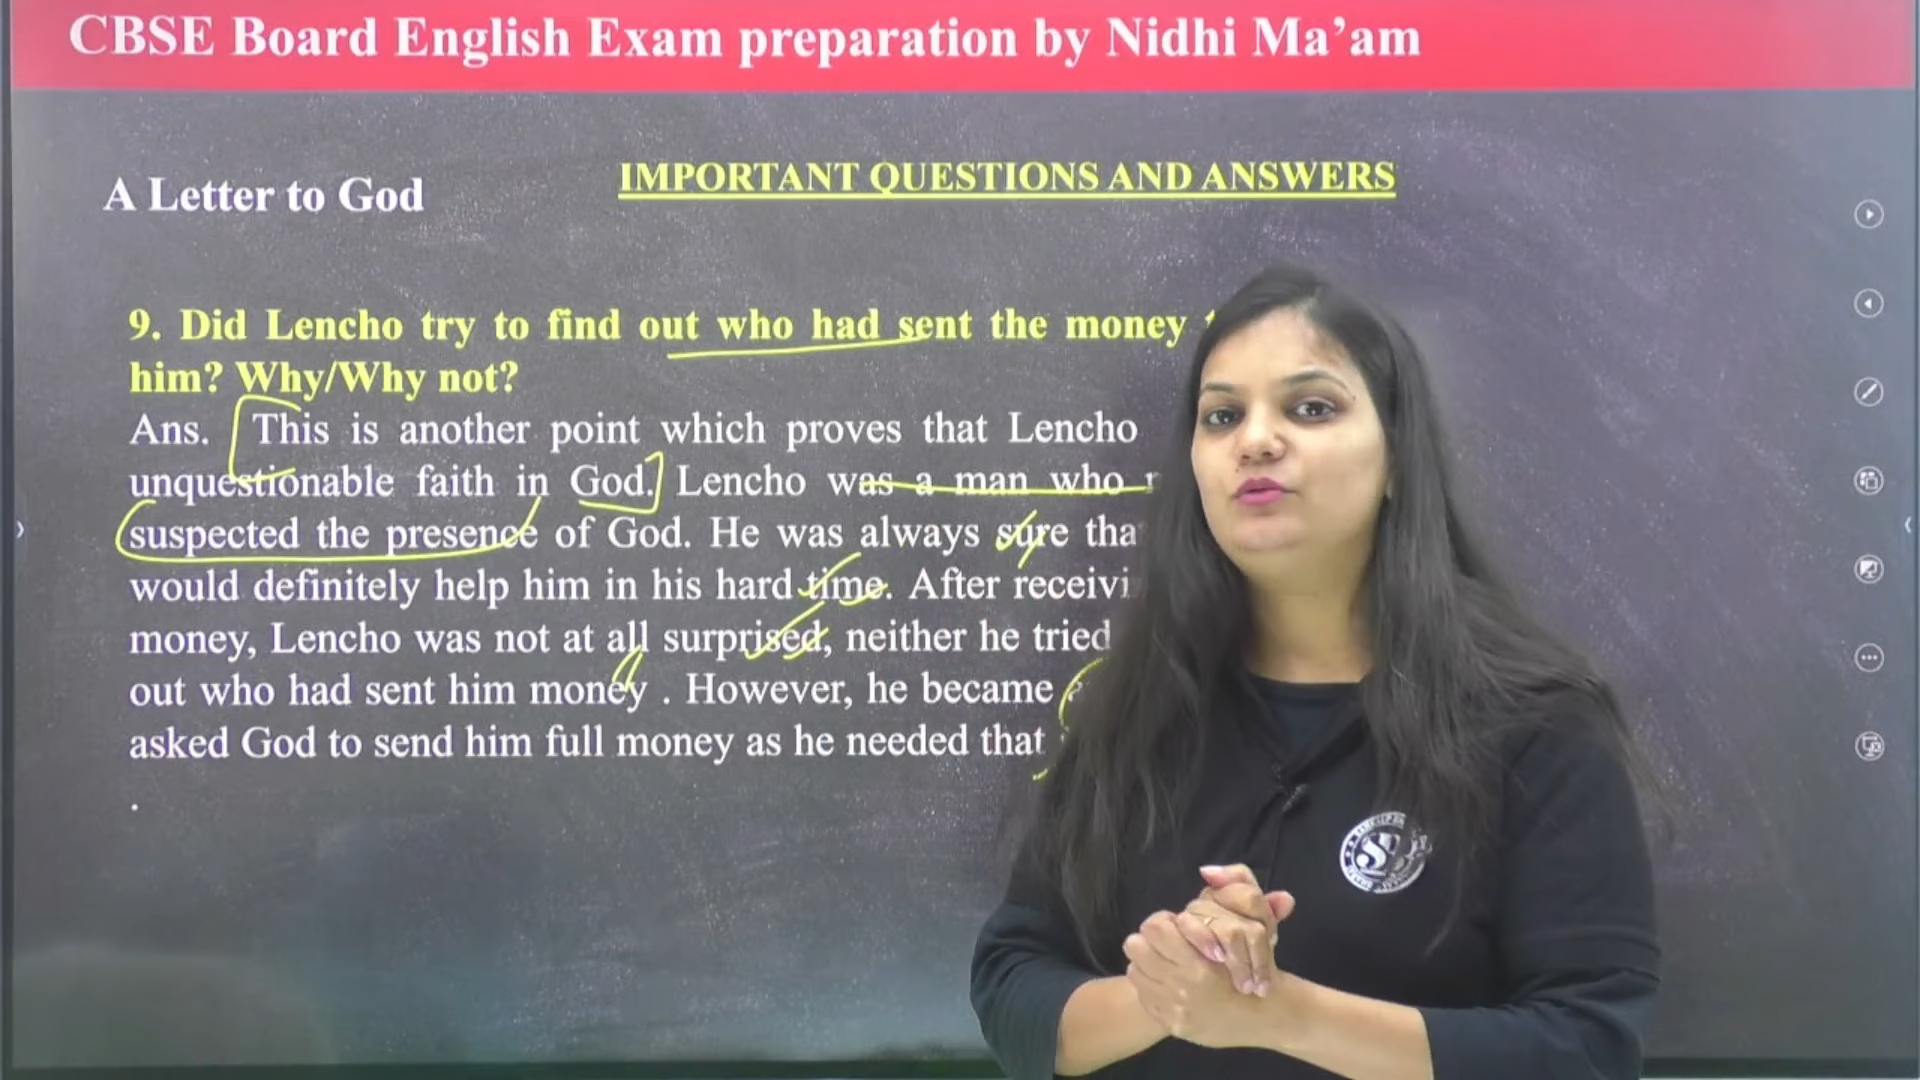 CBSE Board English Exam preparation by Nidhi Ma’am
A Letter to God
IMPORTANT QUESTIONS AND ANSWERS
9. Did Lencho try to find out who had sent the money
him? Why/Why not?
Ans. This is another point which proves that Lencho
unquestionable faith in God. Lencho was a man who
suspected the presence of God. He was always sure
would definitely help him in his hard time. After
money, Lencho was not at all surprised, neither he tried
out who had sent him money . However, he became
asked God to send him full money as he needed that
.